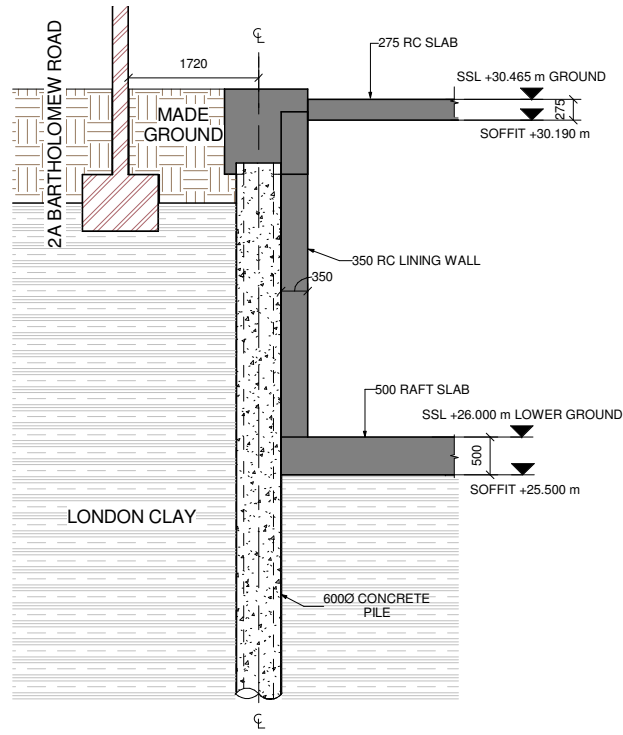 ℄
1720
275 RC SLAB
SSL +30.465 m GROUND
275
SOFFIT +30.190 m
2A BARTHOLOMEW ROAD
MADE
GROUND
350 RC LINING WALL
350
500 RAFT SLAB
SSL +26.000 m LOWER GROUND
500
SOFFIT +25.500 m
LONDON CLAY
600Ø CONCRETE
PILE
℄